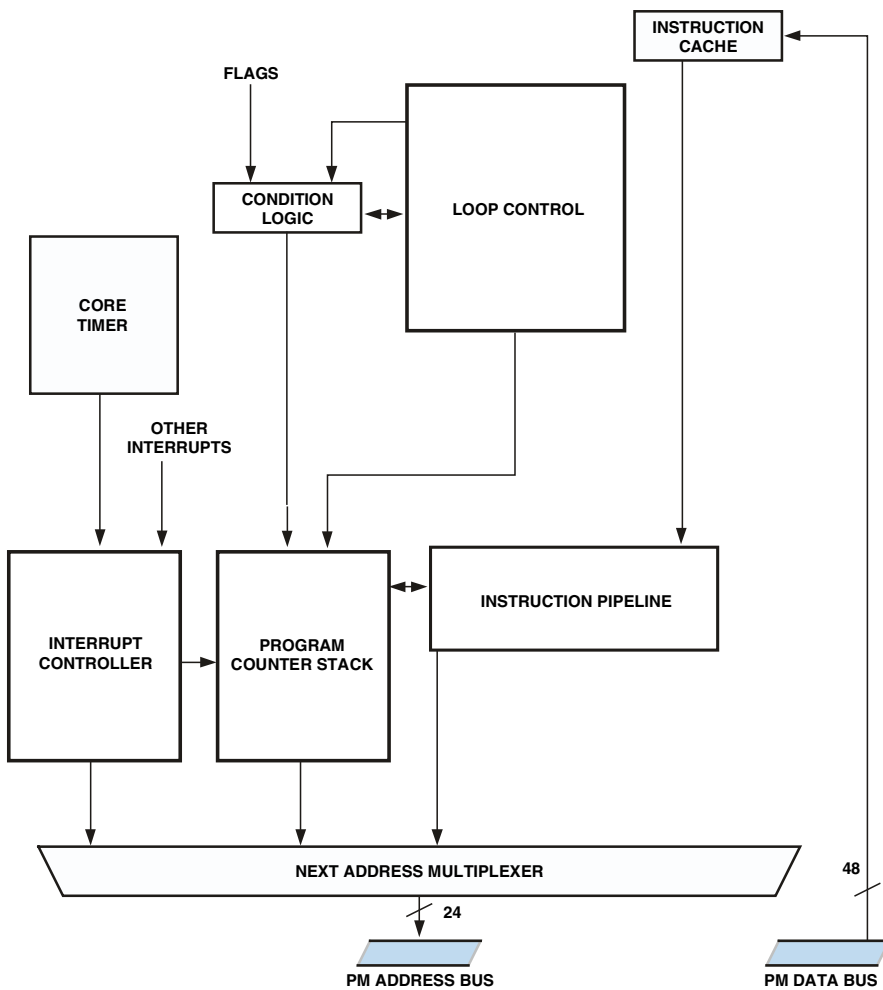 INSTRUCTION
CACHE
FLAGS
CONDITION
LOGIC
LOOP CONTROL
CORE
TIMER
OTHER
INTERRUPTS
INTERRUPT
CONTROLLER
PROGRAM
COUNTER STACK
INSTRUCTION PIPELINE
NEXT ADDRESS MULTIPLEXER
48
24
PM ADDRESS BUS
PM DATA BUS